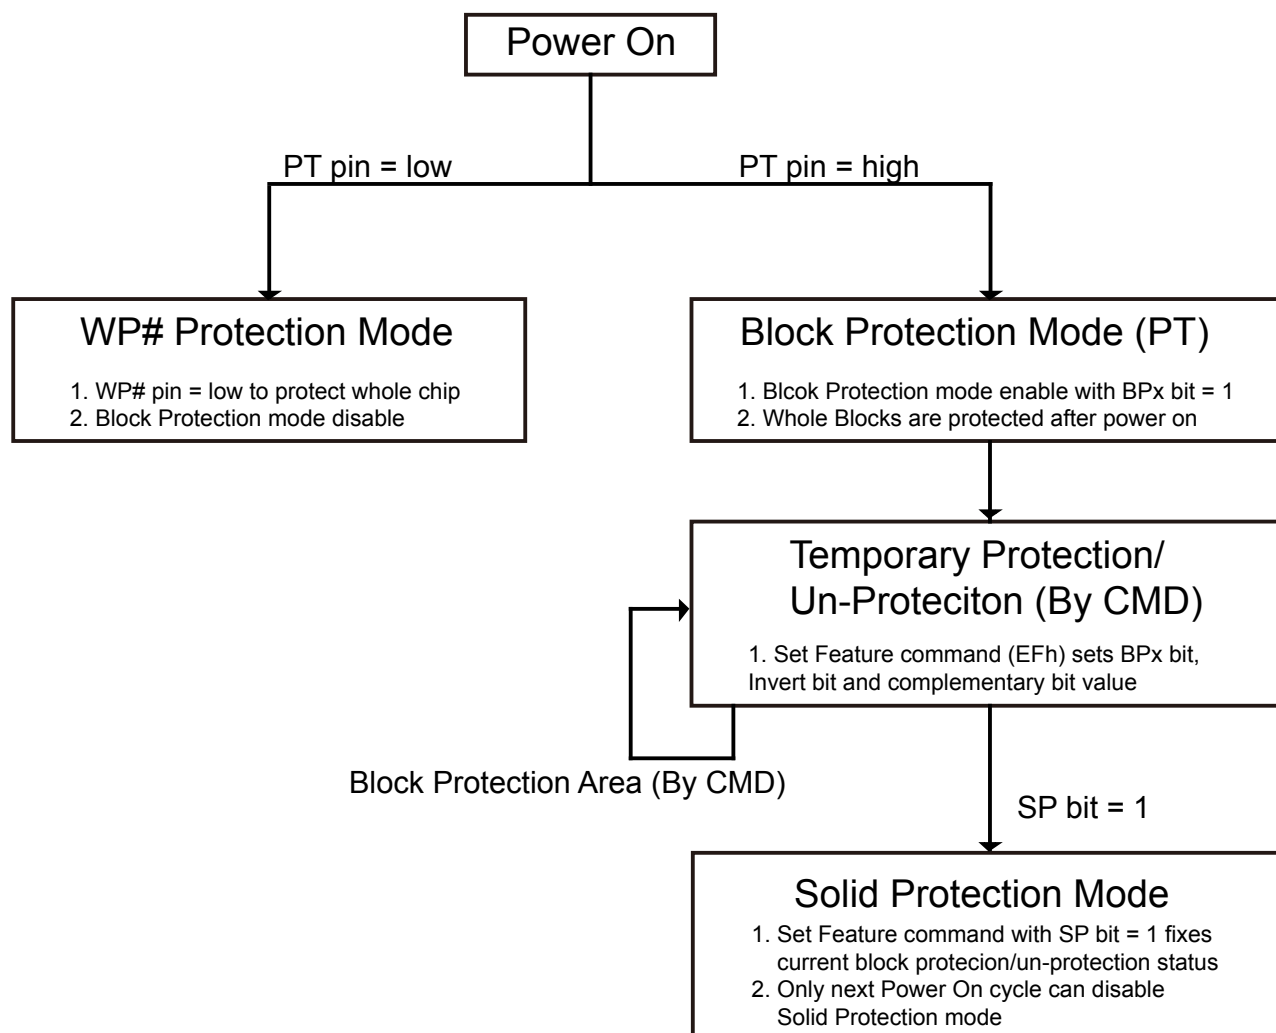 Power On
PT pin = low
PT pin = high
WP# Protection Mode
1. WP# pin = low to protect whole chip
2. Block Protection mode disable
Block Protection Mode (PT)
1. Blcok Protection mode enable with BPx bit = 1
2. Whole Blocks are protected after power on
Temporary Protection/
Un-Proteciton (By CMD)
1. Set Feature command (EFh) sets BPx bit,
Invert bit and complementary bit value
Block Protection Area (By CMD)
SP bit = 1
Solid Protection Mode
1. Set Feature command with SP bit = 1 fixes
current block protecion/un-protection status
2. Only next Power On cycle can disable
Solid Protection mode